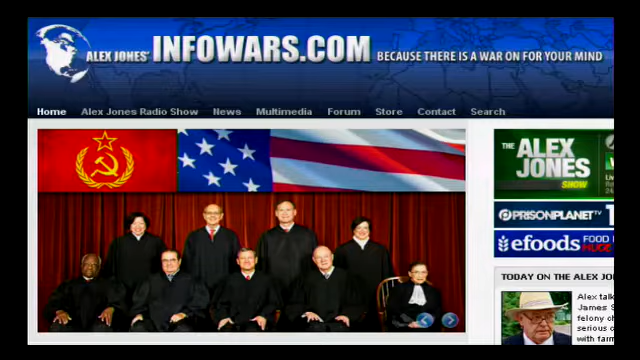 ALEX JONES' INFOWARS.COM BECAUSE THERE IS A WAR ON FOR YOUR MIND
Home Alex Jones Radio Show News Multimedia Forum Store Contact Search
THE
ALEX
JONES
SHOW
PRISONPLANET TV
efoods FOOD
HUGE
TODAY ON THE ALEX JO
Alex talk
James S
felony ch
serious o
with farm